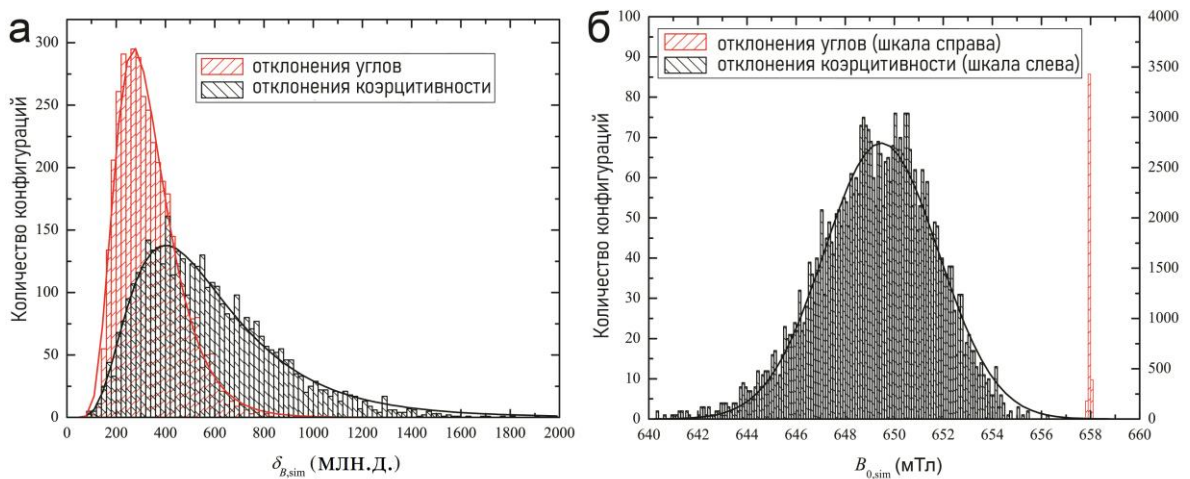 а
300
250
200
150
100
50
0
Количество конфигураций
отклонения углов
отклонения коэрцитивности
0 200 400 600 800 1000 1200 1400 1600 1800 2000
δB,sim (МЛН.Д.)
б
100
90
80
70
60
50
40
30
20
10
0
Количество конфигураций
отклонения углов (шкала справа)
отклонения коэрцитивности (шкала слева)
4000
3500
3000
2500
2000
1500
1000
500
0
640 642 644 646 648 650 652 654 656 658 660
B0,sim (мТл)